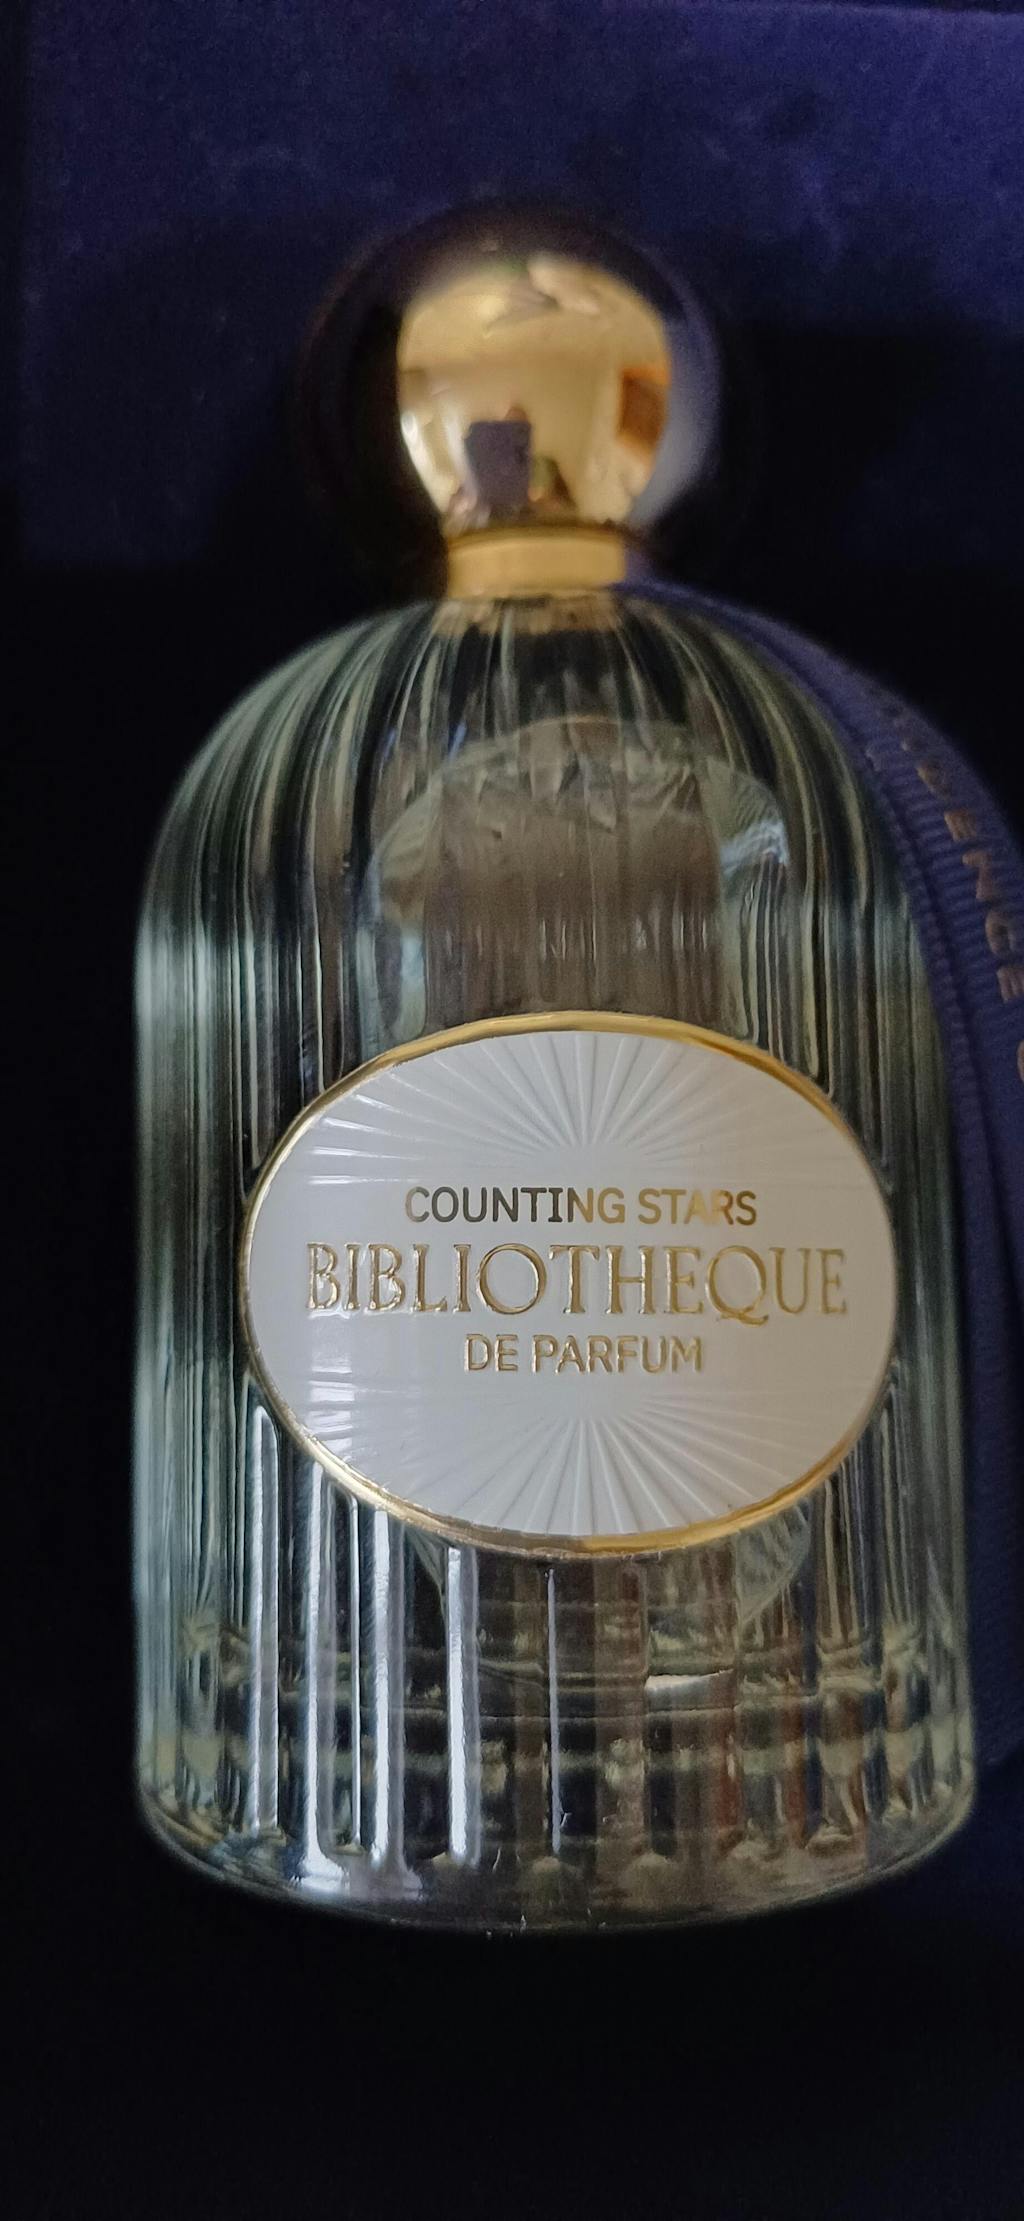 COUNTING STARS
BIBLIOTHEQUE
DE PARFUM